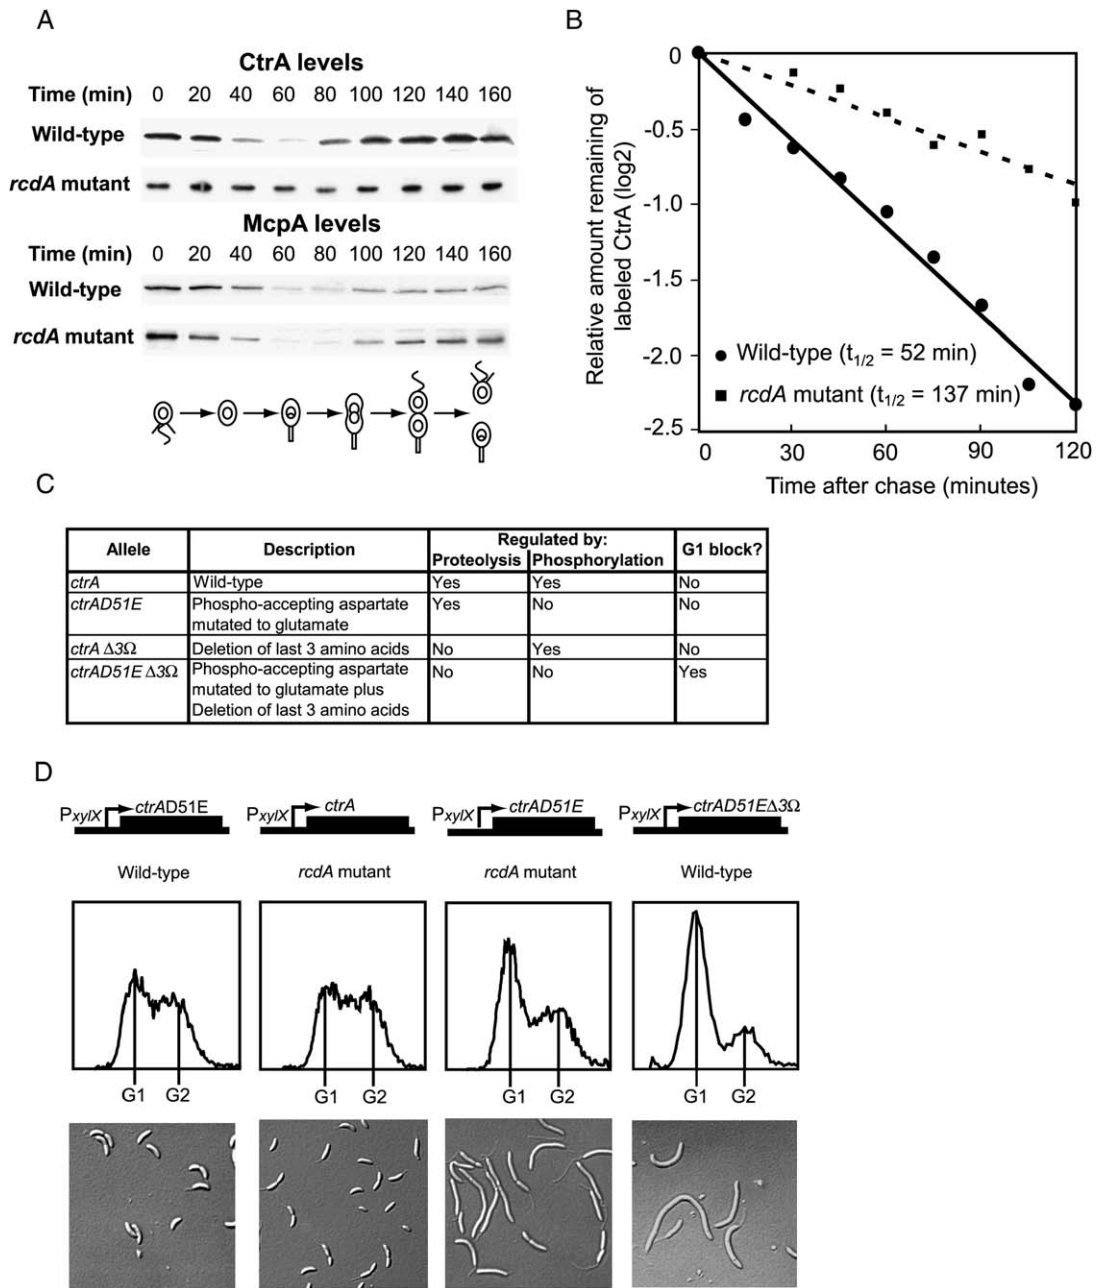 A
CtrA levels
Time (min) 0 20 40 60 80 100 120 140 160
Wild-type
rcdA mutant
McpA levels
Time (min) 0 20 40 60 80 100 120 140 160
Wild-type
rcdA mutant
B
Relative amount remaining of
labeled CtrA (log2)
0
-0.5
-1.0
-1.5
-2.0
-2.5
Wild-type (t1/2 = 52 min)
rcdA mutant (t1/2 = 137 min)
0 30 60 90 120
Time after chase (minutes)
C
Allele Description Regulated by: G1 block?
Proteolysis Phosphorylation
ctrA Wild-type Yes Yes No
ctrAD51E Phospho-accepting aspartate Yes No No
mutated to glutamate
ctrA Δ3Ω Deletion of last 3 amino acids No Yes No
ctrAD51E Δ3Ω Phospho-accepting aspartate No No Yes
mutated to glutamate plus
Deletion of last 3 amino acids
D
PxylX ctrAD51E PxylX ctrA PxylX ctrAD51E PxylX ctrAD51EΔ3Ω
Wild-type rcdA mutant rcdA mutant Wild-type
G1 G2 G1 G2 G1 G2 G1 G2